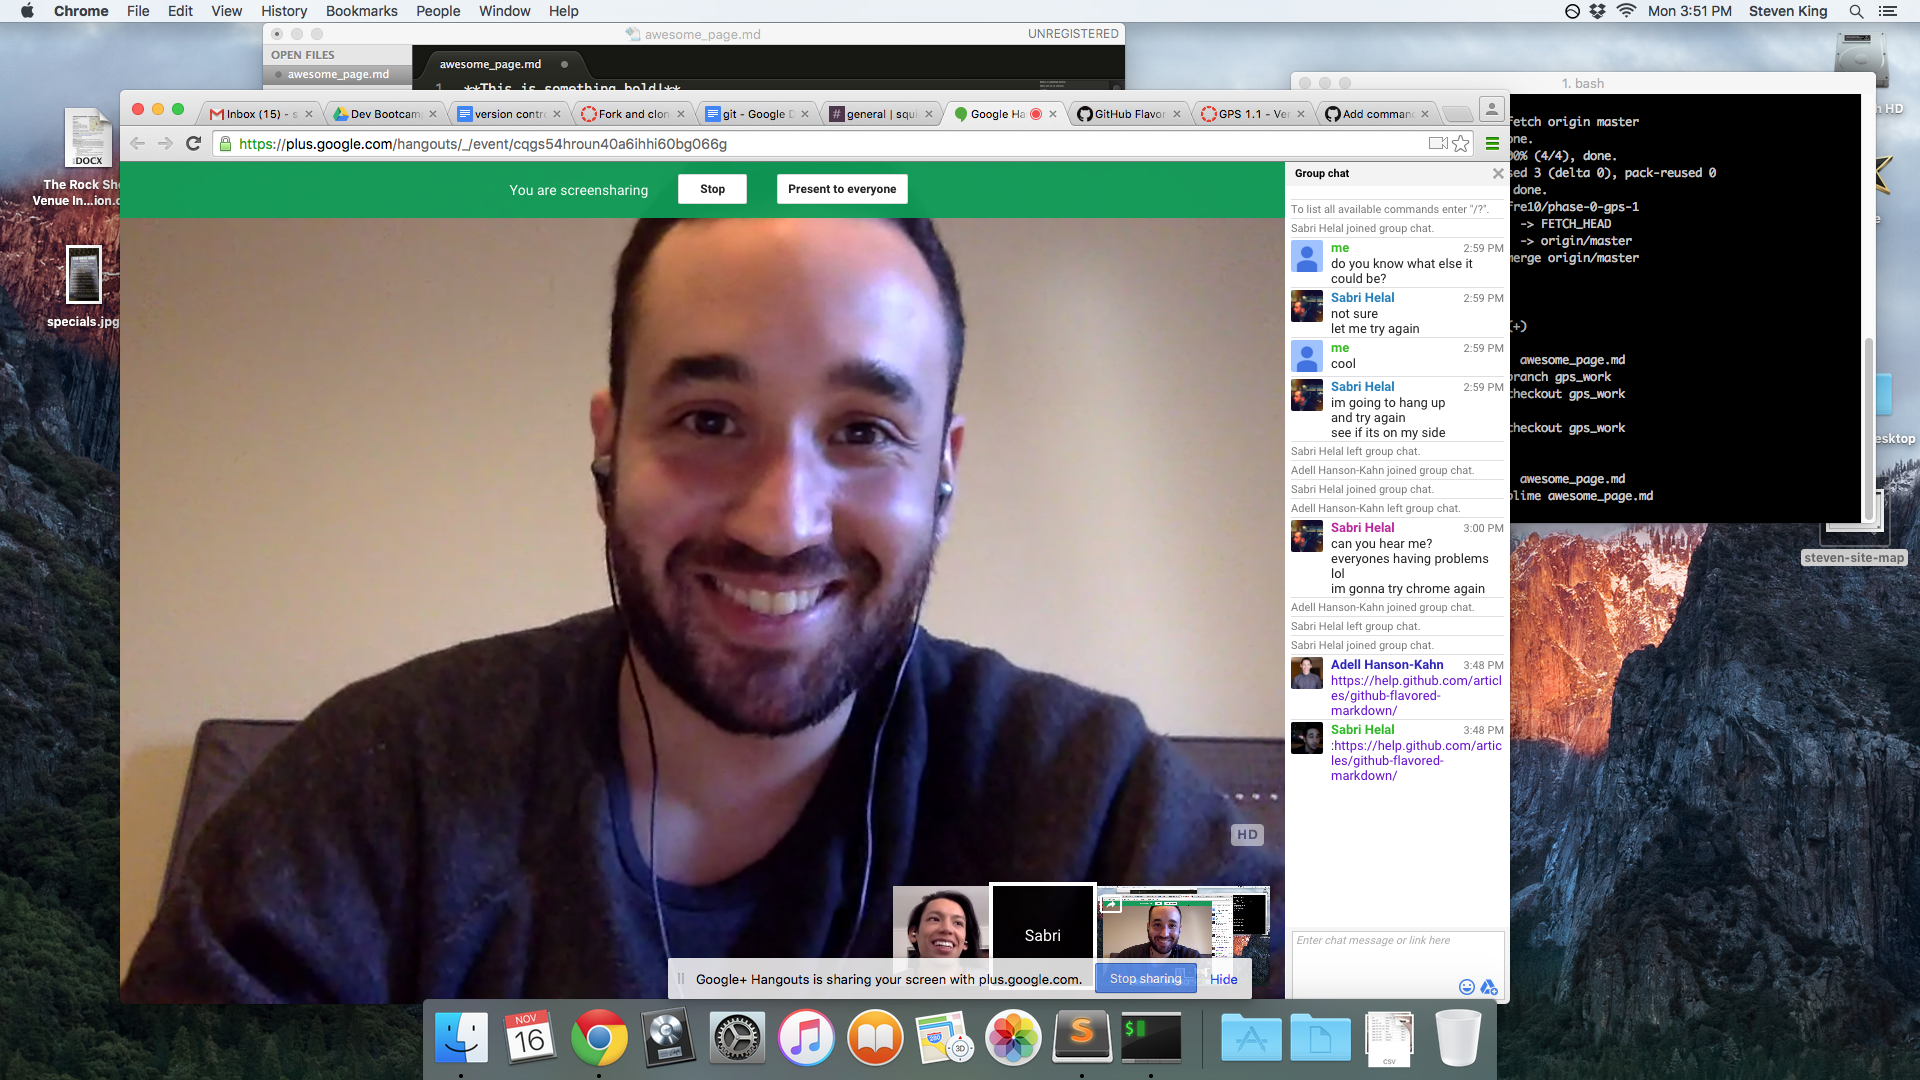 Chrome File Edit View History Bookmarks People Window Help
Mon 3:51 PM Steven King
awesome_page.md
UNREGISTERED
OPEN FILES
awesome_page.md
awesome_page.md
1 **This is something bold!**
1. bash
Inbox (15) - s
Dev Bootcam
version contr
Fork and clon
git - Google D
general | squi
Google Ha
GitHub Flavor
GPS 1.1 - Ve
Add comman
https://plus.google.com/hangouts/_/event/cqgs54hroun40a6ihhi60bg066g
You are screensharing
Stop
Present to everyone
Group chat
To list all available commands enter "/?".
Sabri Helal joined group chat.
me 2:59 PM
do you know what else it
could be?
Sabri Helal 2:59 PM
not sure
let me try again
me 2:59 PM
cool
Sabri Helal 2:59 PM
im going to hang up
and try again
see if its on my side
Sabri Helal left group chat.
Adell Hanson-Kahn joined group chat.
Sabri Helal joined group chat.
Adell Hanson-Kahn left group chat.
Sabri Helal 3:00 PM
can you hear me?
everyones having problems
lol
im gonna try chrome again
Adell Hanson-Kahn joined group chat.
Sabri Helal left group chat.
Sabri Helal joined group chat.
Adell Hanson-Kahn 3:48 PM
https://help.github.com/articl
es/github-flavored-
markdown/
Sabri Helal 3:48 PM
:https://help.github.com/artic
les/github-flavored-
markdown/
Enter chat message or link here
fetch origin master
one.
00% (4/4), done.
sed 3 (delta 0), pack-reused 0
done.
fre10/phase-0-gps-1
-> FETCH_HEAD
-> origin/master
merge origin/master
(+)
awesome_page.md
branch gps_work
checkout gps_work
checkout gps_work
awesome_page.md
blime awesome_page.md
HD
esktop
steven-site-map
DOCX
The Rock Sh
Venue In...ion.
specials.jpg
HD
Sabri
Google+ Hangouts is sharing your screen with plus.google.com.
Stop sharing
Hide
NOV
16
3D
S
$
CSV